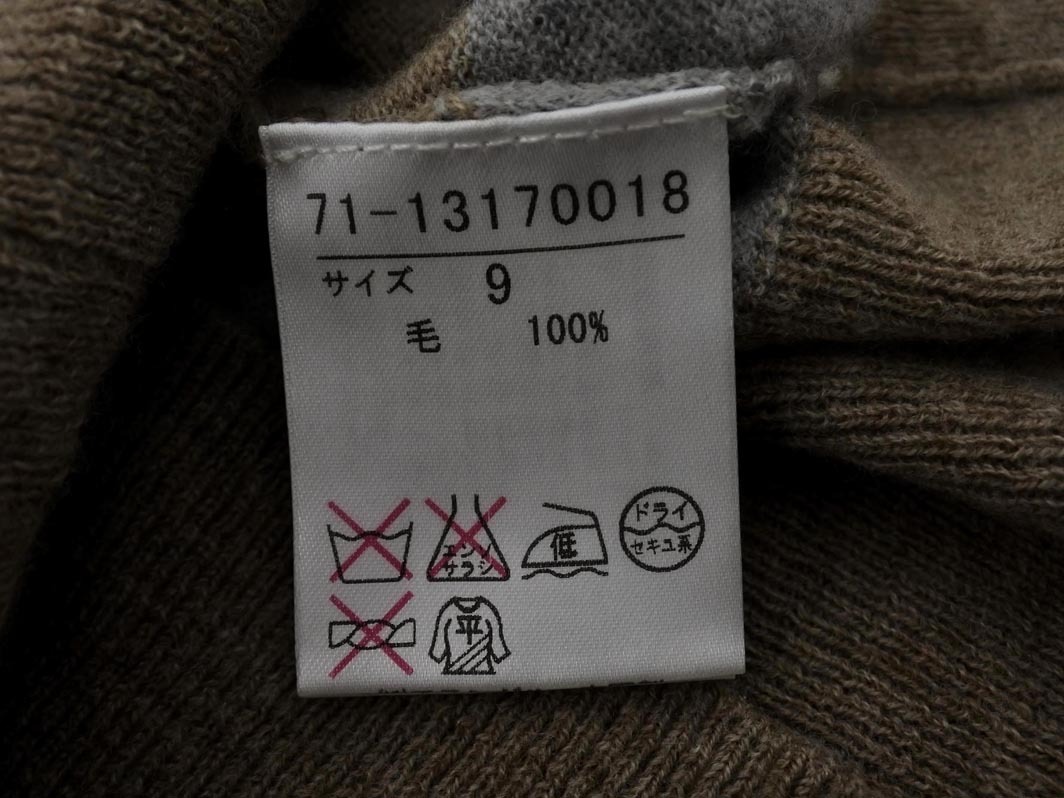 71-13170018
サイズ 9
毛 100%
エンソ
サラシ
低
ドライ
セキユ系
平